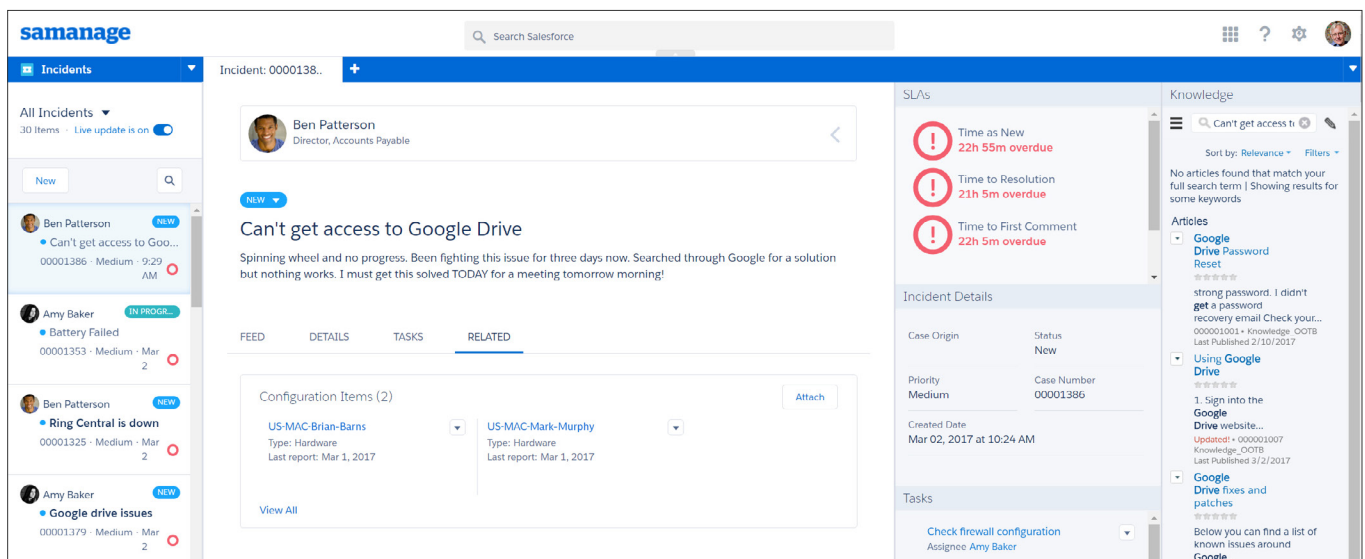 samanage
Search Salesforce
Incidents
Incident: 0000138..
All Incidents
30 Items · Live update is on
New
Ben Patterson
NEW
Can't get access to Goo...
00001386 · Medium · 9:29
AM
Amy Baker
IN PROGR...
Battery Failed
00001353 · Medium · Mar
2
Ben Patterson
NEW
Ring Central is down
00001325 · Medium · Mar
2
Amy Baker
NEW
Google drive issues
00001379 · Medium · Mar
2
Ben Patterson
Director, Accounts Payable
NEW
Can't get access to Google Drive
Spinning wheel and no progress. Been fighting this issue for three days now. Searched through Google for a solution
but nothing works. I must get this solved TODAY for a meeting tomorrow morning!
FEED
DETAILS
TASKS
RELATED
Configuration Items (2)
Attach
US-MAC-Brian-Barns
Type: Hardware
Last report: Mar 1, 2017
US-MAC-Mark-Murphy
Type: Hardware
Last report: Mar 1, 2017
View All
SLAs
Time as New
22h 55m overdue
Time to Resolution
21h 5m overdue
Time to First Comment
22h 5m overdue
Incident Details
Case Origin
Status
New
Priority
Medium
Case Number
00001386
Created Date
Mar 02, 2017 at 10:24 AM
Tasks
Check firewall configuration
Assignee Amy Baker
Knowledge
Can't get access to
Sort by: Relevance
Filters
No articles found that match your
full search term | Showing results for
some keywords
Articles
Google
Drive Password
Reset
strong password. I didn't
get a password
recovery email Check your...
000001001 • Knowledge_OOTB
Last Published 2/10/2017
Using Google
Drive
1. Sign into the
Google
Drive website...
Updated! • 000001007
Knowledge_OOTB
Last Published 3/2/2017
Google
Drive fixes and
patches
Below you can find a list of
known issues around
Google